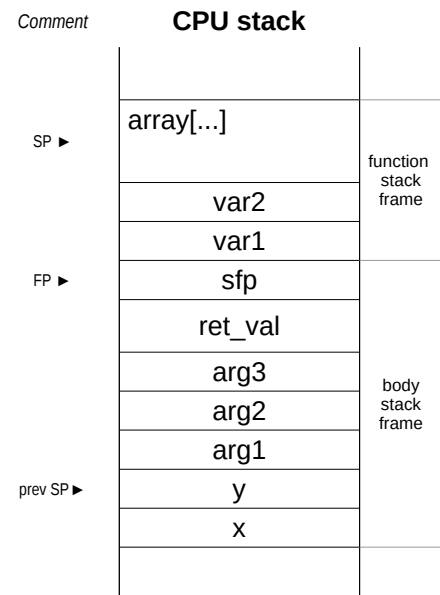 Comment
CPU stack
array[...]
SP ►
function
stack
frame
var2
var1
FP ►
sfp
ret_val
arg3
arg2
body
stack
frame
arg1
prev SP ►
y
x